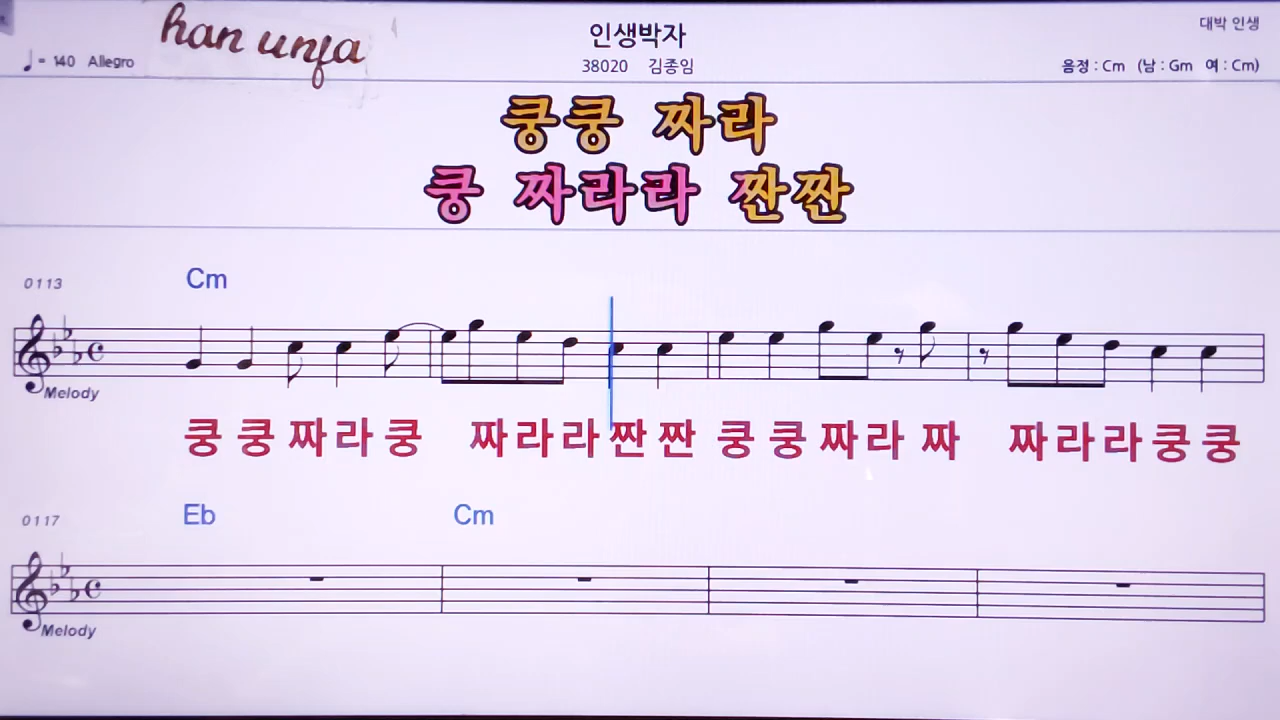 han unfa
대박 인생
인생박자
♩= 140 Allegro
38020 김종임
음정 : Cm (남 : Gm 여 : Cm)
쿵쿵 짜라
쿵 짜라라 짠짠
0113 Cm
Melody
쿵 쿵 짜 라 쿵 짜 라 라 짠 짠 쿵 쿵 짜 라 짜 짜 라 라 쿵 쿵
0117 Eb Cm
Melody